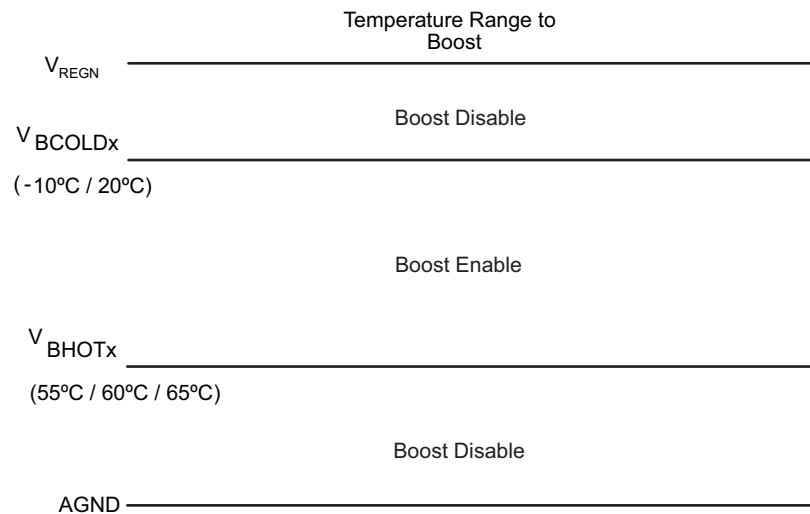 Temperature Range to
Boost
VREGN
Boost Disable
VBCOLDx
(-10ºC / 20ºC)
Boost Enable
VBHOTx
(55ºC / 60ºC / 65ºC)
Boost Disable
AGND